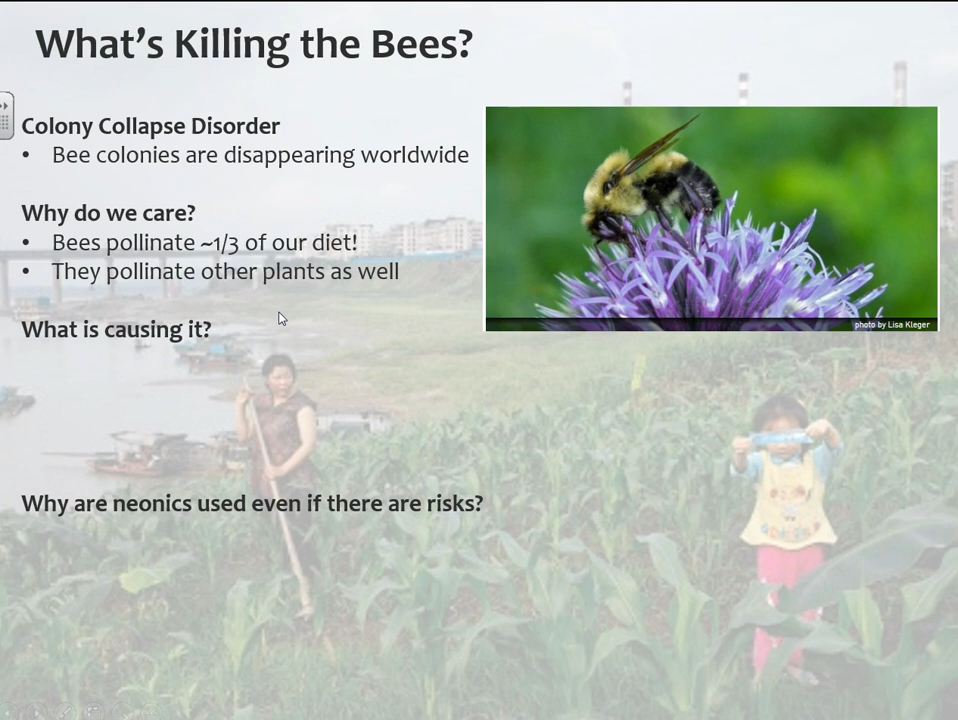 What's Killing the Bees?
Colony Collapse Disorder
• Bee colonies are disappearing worldwide
Why do we care?
• Bees pollinate ~1/3 of our diet!
• They pollinate other plants as well
photo by Lisa Kleger
What is causing it?
Why are neonics used even if there are risks?